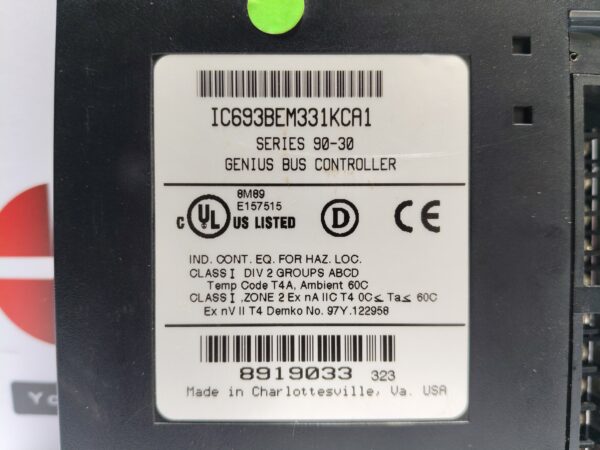 IC693BEM331KCA1
SERIES 90-30
GENIUS BUS CONTROLLER
8M89
E157515
C UL US LISTED
D
CE
IND. CONT. EQ. FOR HAZ. LOC.
CLASS I DIV 2 GROUPS ABCD
Temp Code T4A, Ambient 60C
CLASS I ,ZONE 2 Ex nA IIC T4 0C≤ Ta≤ 60C
Ex nV II T4 Demko No. 97Y.122958
8919033 323
Made in Charlottesville, Va. USA